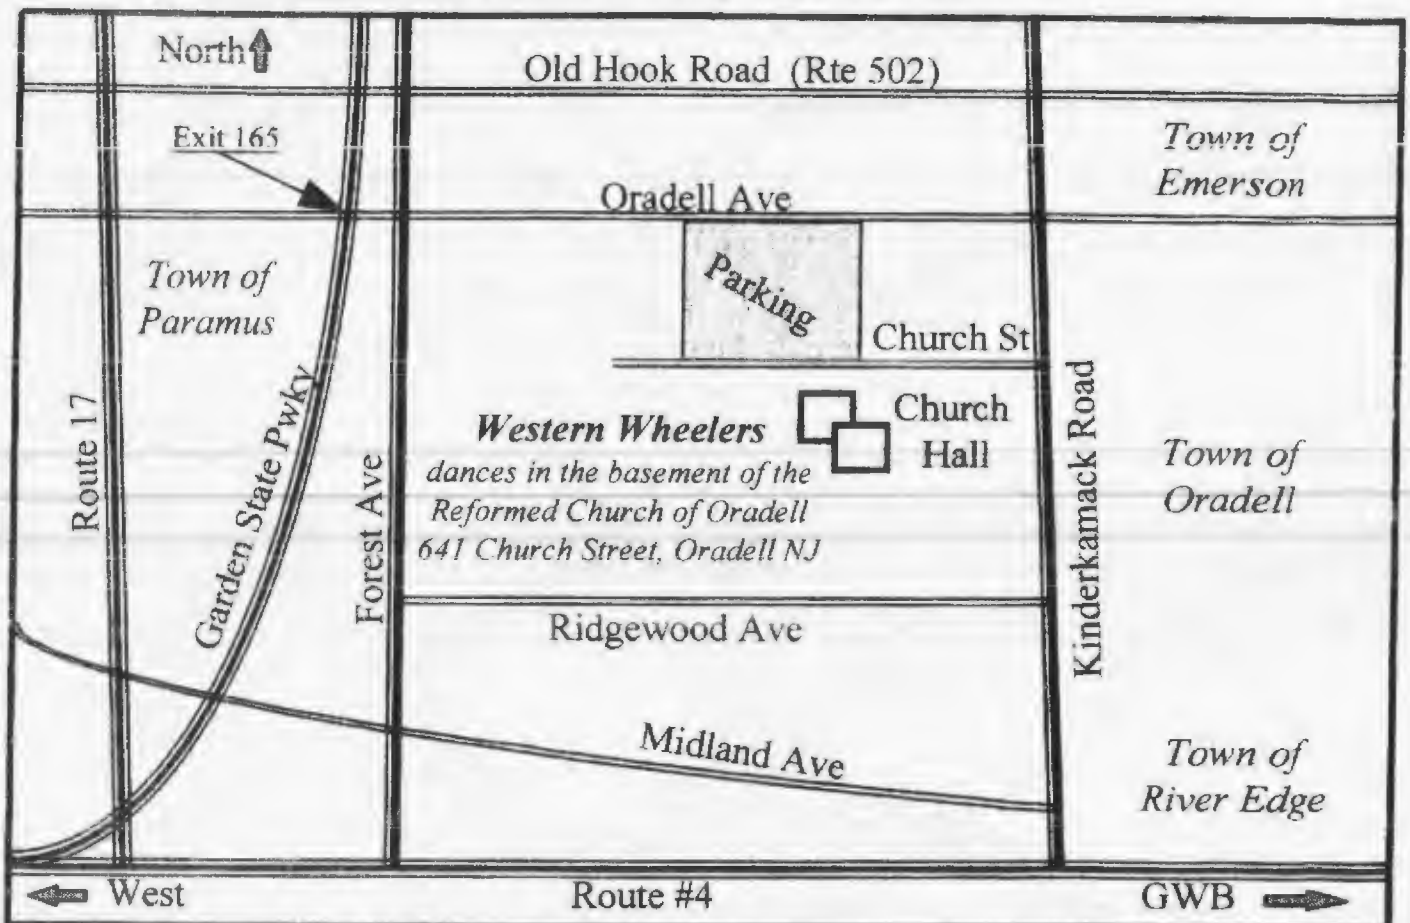 North
Old Hook Road (Rte 502)
Exit 165
Town of
Emerson
Oradell Ave
Town of
Paramus
Parking
Church St
Route 17
Garden State Pwky
Forest Ave
Western Wheelers
dances in the basement of the
Reformed Church of Oradell
641 Church Street, Oradell NJ
Church
Hall
Kinderkamack Road
Town of
Oradell
Ridgewood Ave
Midland Ave
Town of
River Edge
West
Route #4
GWB